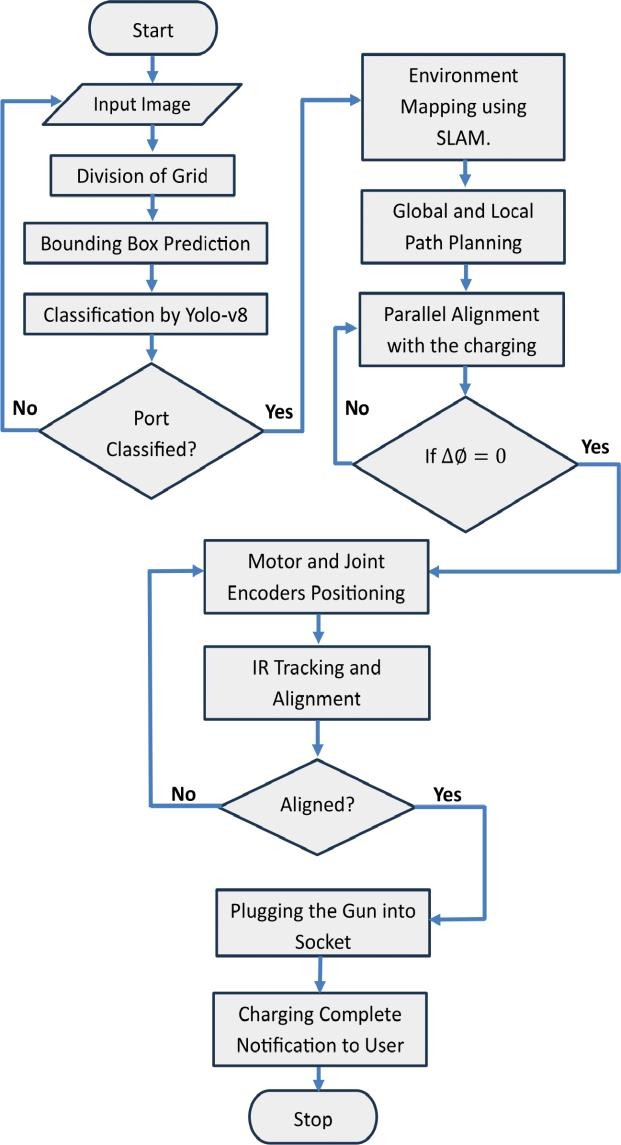 Start
Input Image
Division of Grid
Bounding Box Prediction
Classification by Yolo-v8
Port
Classified?
No
Yes
Environment
Mapping using
SLAM.
Global and Local
Path Planning
Parallel Alignment
with the charging
If ΔØ = 0
No
Yes
Motor and Joint
Encoders Positioning
IR Tracking and
Alignment
Aligned?
No
Yes
Plugging the Gun into
Socket
Charging Complete
Notification to User
Stop